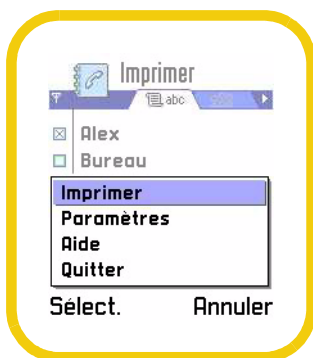 Imprimer
abc
Alex
Bureau
Imprimer
Paramètres
Aide
Quitter
Sélect. Annuler